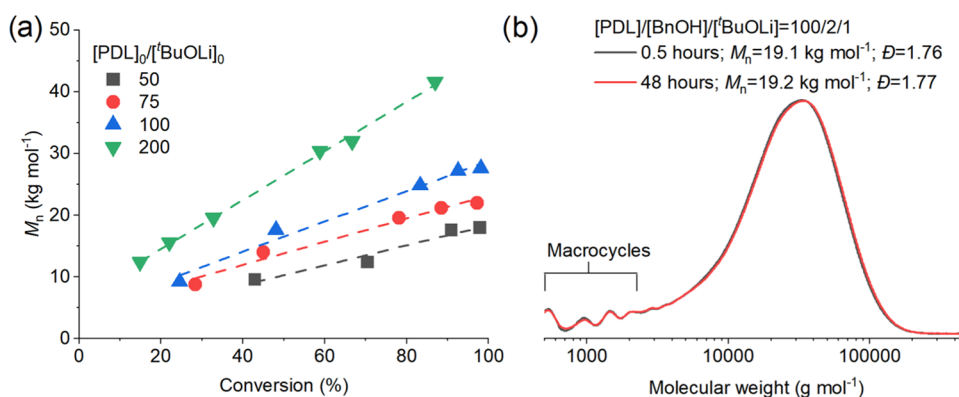 (a)
[PDL]₀/[ᵗBuOLi]₀
50
75
100
200
50
40
30
20
10
0
Mₙ (kg mol⁻¹)
20
40
60
80
100
Conversion (%)
(b)
[PDL]/[BnOH]/[ᵗBuOLi]=100/2/1
0.5 hours; Mₙ=19.1 kg mol⁻¹; Đ=1.76
48 hours; Mₙ=19.2 kg mol⁻¹; Đ=1.77
Macrocycles
1000
10000
100000
Molecular weight (g mol⁻¹)